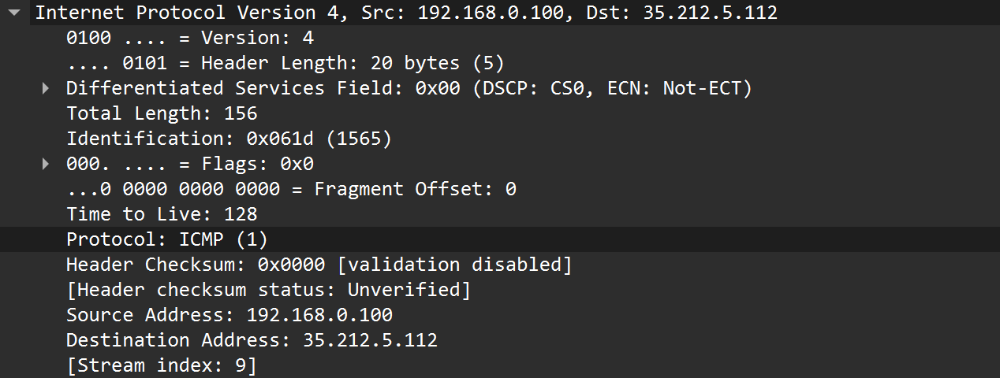 Internet Protocol Version 4, Src: 192.168.0.100, Dst: 35.212.5.112
0100 .... = Version: 4
.... 0101 = Header Length: 20 bytes (5)
Differentiated Services Field: 0x00 (DSCP: CS0, ECN: Not-ECT)
Total Length: 156
Identification: 0x061d (1565)
000. .... = Flags: 0x0
...0 0000 0000 0000 = Fragment Offset: 0
Time to Live: 128
Protocol: ICMP (1)
Header Checksum: 0x0000 [validation disabled]
[Header checksum status: Unverified]
Source Address: 192.168.0.100
Destination Address: 35.212.5.112
[Stream index: 9]